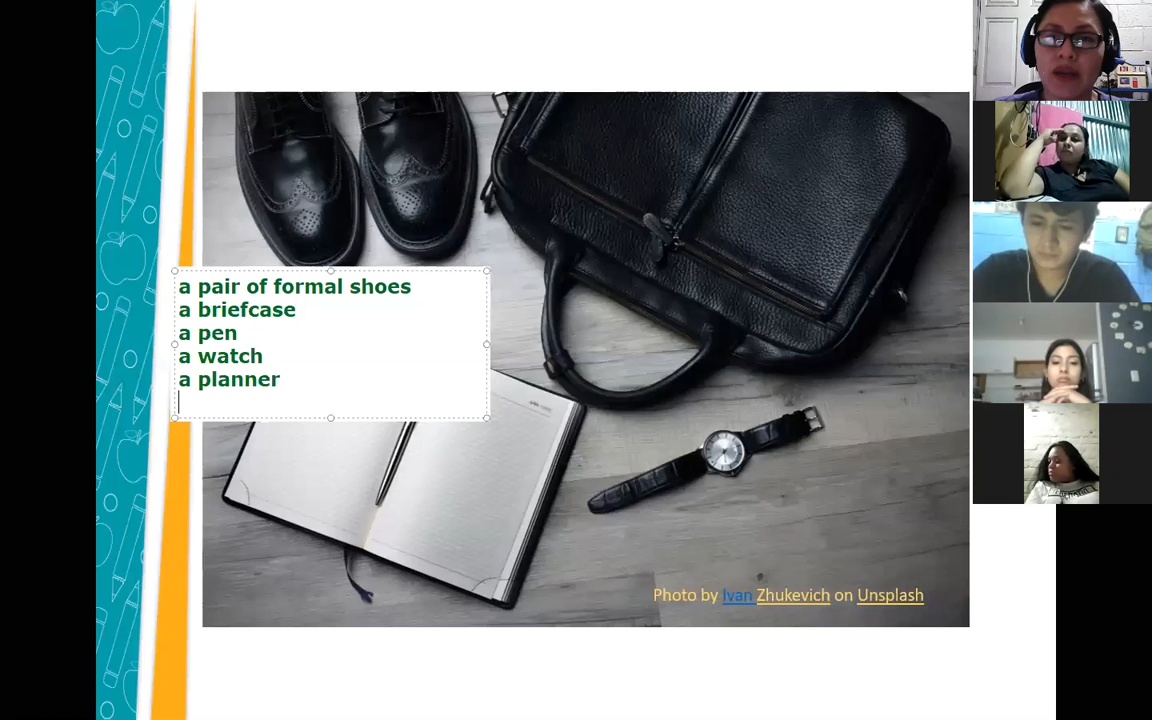 a pair of formal shoes
a briefcase
a pen
a watch
a planner
Photo by Ivan Zhukevich on Unsplash